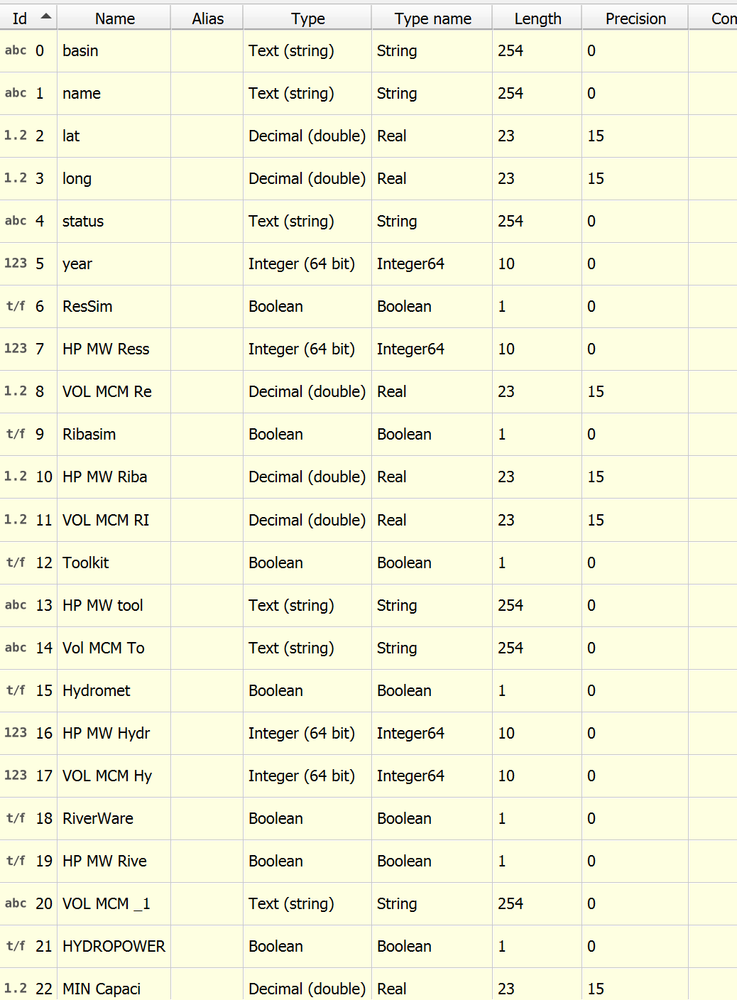 Id Name Alias Type Type name Length Precision Com
abc 0 basin Text (string) String 254 0
abc 1 name Text (string) String 254 0
1.2 2 lat Decimal (double) Real 23 15
1.2 3 long Decimal (double) Real 23 15
abc 4 status Text (string) String 254 0
123 5 year Integer (64 bit) Integer64 10 0
t/f 6 ResSim Boolean Boolean 1 0
123 7 HP MW Ress Integer (64 bit) Integer64 10 0
1.2 8 VOL MCM Re Decimal (double) Real 23 15
t/f 9 Ribasim Boolean Boolean 1 0
1.2 10 HP MW Riba Decimal (double) Real 23 15
1.2 11 VOL MCM RI Decimal (double) Real 23 15
t/f 12 Toolkit Boolean Boolean 1 0
abc 13 HP MW tool Text (string) String 254 0
abc 14 Vol MCM To Text (string) String 254 0
t/f 15 Hydromet Boolean Boolean 1 0
123 16 HP MW Hydr Integer (64 bit) Integer64 10 0
123 17 VOL MCM Hy Integer (64 bit) Integer64 10 0
t/f 18 RiverWare Boolean Boolean 1 0
t/f 19 HP MW Rive Boolean Boolean 1 0
abc 20 VOL MCM _1 Text (string) String 254 0
t/f 21 HYDROPOWER Boolean Boolean 1 0
1.2 22 MIN Capaci Decimal (double) Real 23 15